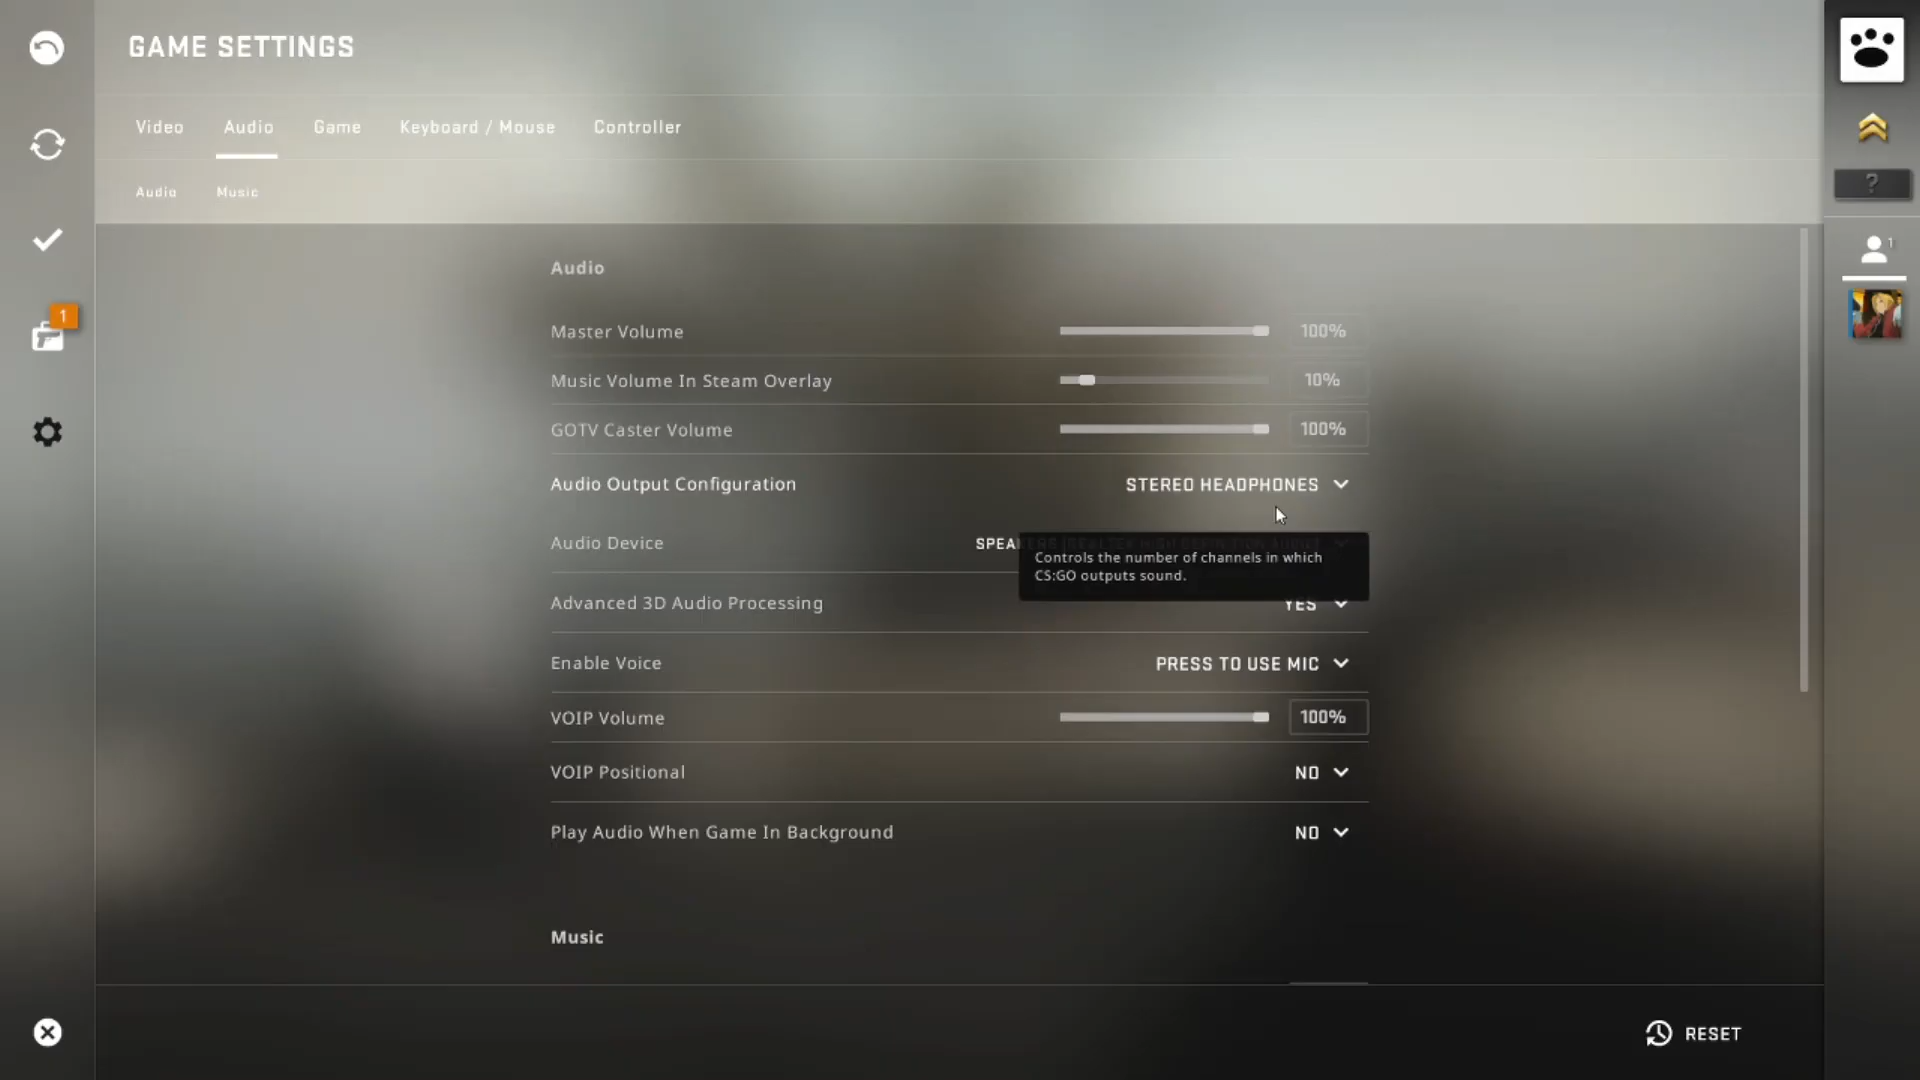 GAME SETTINGS
Video Audio Game Keyboard / Mouse Controller
?
Audio Music
1
1
Audio
Master Volume 100%
Music Volume In Steam Overlay 10%
GOTV Caster Volume 100%
Audio Output Configuration STEREO HEADPHONES
Audio Device SPEA
Controls the number of channels in which
CS:GO outputs sound.
Advanced 3D Audio Processing YES
Enable Voice PRESS TO USE MIC
VOIP Volume 100%
VOIP Positional NO
Play Audio When Game In Background NO
Music
RESET